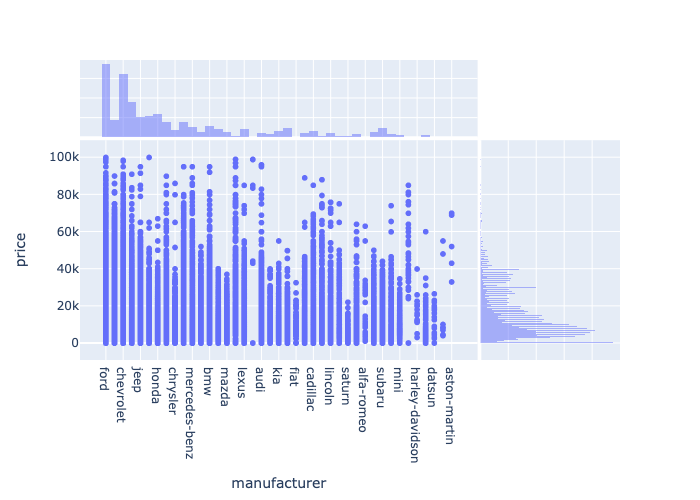 100k
80k
60k
40k
20k
0
price
ford
chevrolet
jeep
honda
chrysler
mercedes-benz
bmw
mazda
lexus
audi
kia
fiat
cadillac
lincoln
saturn
alfa-romeo
subaru
mini
harley-davidson
datsun
aston-martin
manufacturer